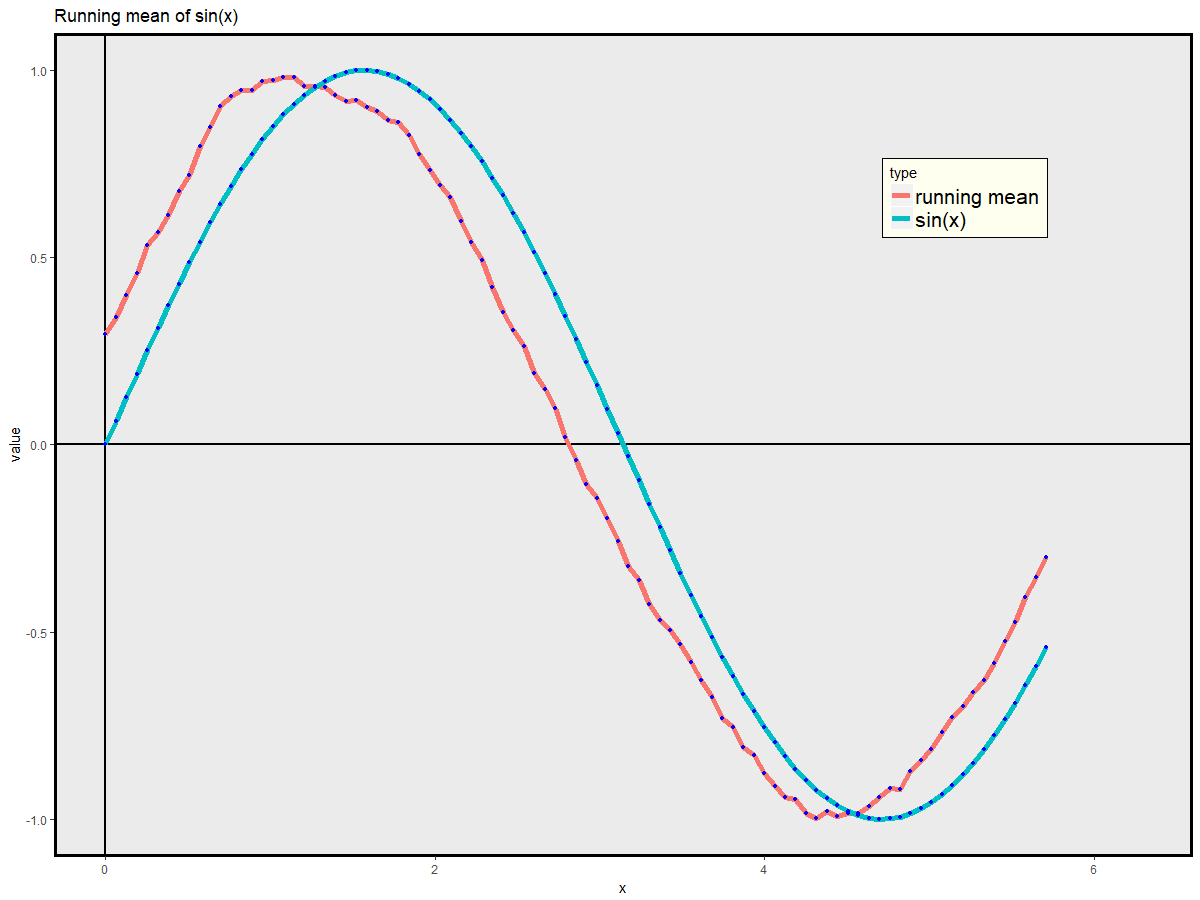 Running mean of sin(x)
1.0
0.5
0.0
-0.5
-1.0
value
type
running mean
sin(x)
0
2
4
6
x